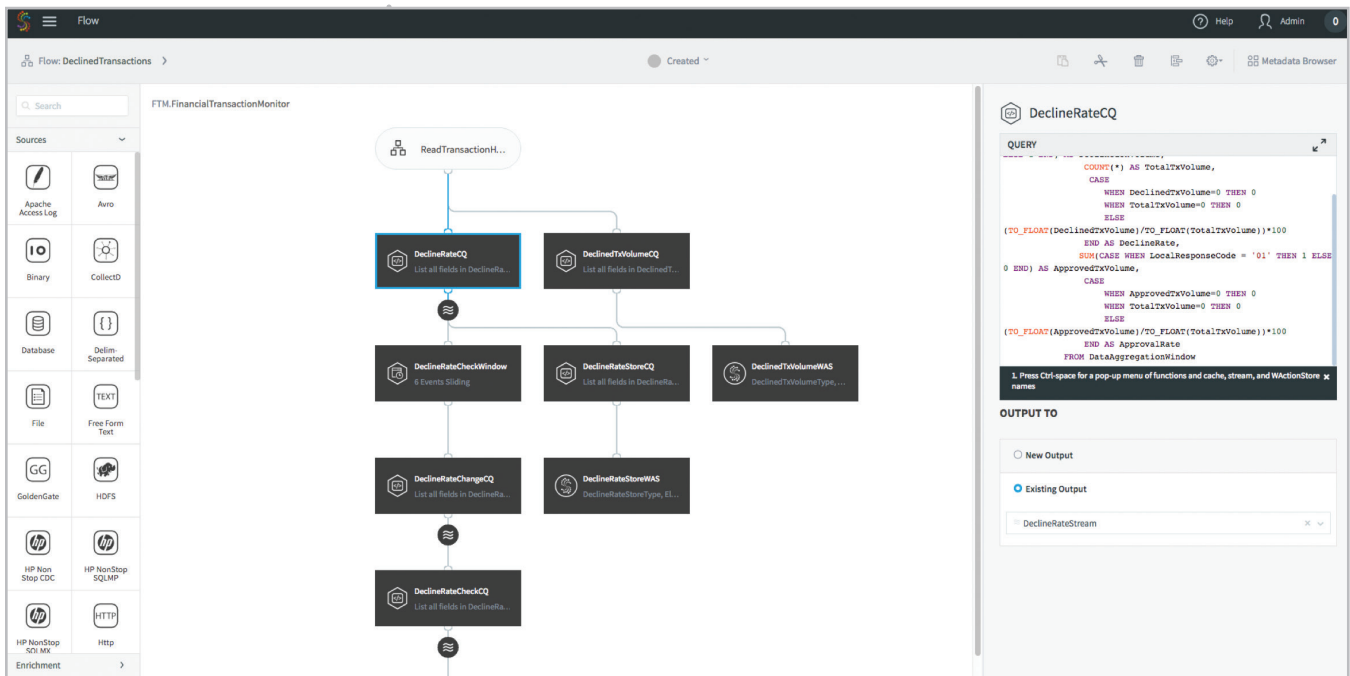 Flow
Help
Admin
0
Flow: DeclinedTransactions
Created
Metadata Browser
Search
Sources
Apache
Access Log
Avro
Binary
CollectD
Database
Delim-
Separated
File
TEXT
Free Form
Text
GG
GoldenGate
HDFS
hp
HP Non
Stop CDC
hp
HP NonStop
SQLMP
hp
HP NonStop
SQLMX
HTTP
Http
Enrichment
FTM.FinancialTransactionMonitor
ReadTransactionH...
DeclineRateCQ
List all fields in DeclineRa...
DeclinedTxVolumeCQ
List all fields in DeclinedT...
DeclineRateCheckWindow
6 Events Sliding
DeclineRateStoreCQ
List all fields in DeclineRa...
DeclinedTxVolumeWAS
DeclinedTxVolumeType, ...
DeclineRateChangeCQ
List all fields in DeclineRa...
DeclineRateStoreWAS
DeclineRateStoreType, El...
DeclineRateCheckCQ
List all fields in DeclineRa...
DeclineRateCQ
QUERY
COUNT(*) AS TotalTxVolume,
CASE
WHEN DeclinedTxVolume=0 THEN 0
WHEN TotalTxVolume=0 THEN 0
ELSE
(TO_FLOAT(DeclinedTxVolume)/TO_FLOAT(TotalTxVolume))*100
END AS DeclineRate,
SUM(CASE WHEN LocalResponseCode = '01' THEN 1 ELSE
0 END) AS ApprovedTxVolume,
CASE
WHEN ApprovedTxVolume=0 THEN 0
WHEN TotalTxVolume=0 THEN 0
ELSE
(TO_FLOAT(ApprovedTxVolume)/TO_FLOAT(TotalTxVolume))*100
END AS ApprovalRate
FROM DataAggregationWindow
1. Press Ctrl-space for a pop-up menu of functions and cache, stream, and WActionStore
names
OUTPUT TO
New Output
Existing Output
DeclineRateStream